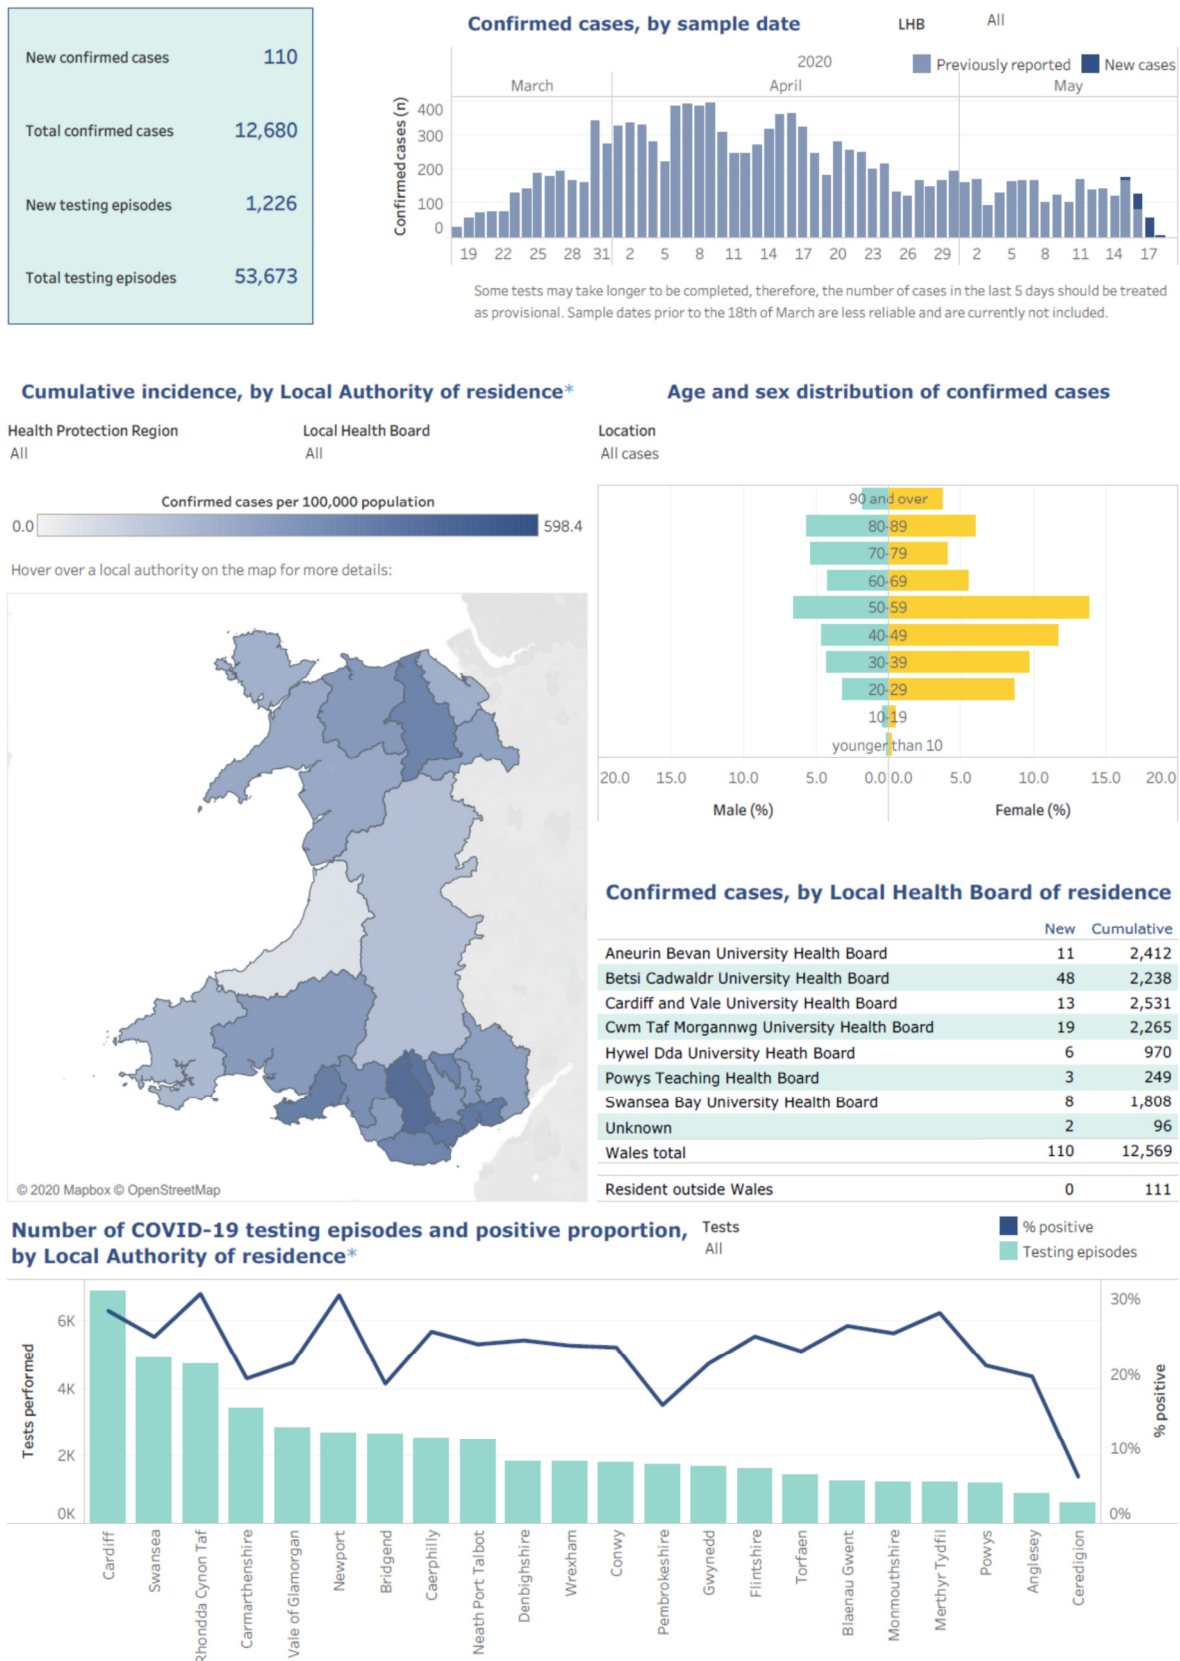 New confirmed cases 110
Total confirmed cases 12,680
New testing episodes 1,226
Total testing episodes 53,673
Confirmed cases, by sample date
LHB
All
2020
Previously reported
New cases
March
April
May
Confirmed cases (n)
400
300
200
100
0
19 22 25 28 31 2 5 8 11 14 17 20 23 26 29 2 5 8 11 14 17
Some tests may take longer to be completed, therefore, the number of cases in the last 5 days should be treated
as provisional. Sample dates prior to the 18th of March are less reliable and are currently not included.
Cumulative incidence, by Local Authority of residence*
Health Protection Region
All
Local Health Board
All
Confirmed cases per 100,000 population
0.0
598.4
Hover over a local authority on the map for more details:
© 2020 Mapbox © OpenStreetMap
Age and sex distribution of confirmed cases
Location
All cases
90 and over
80-89
70-79
60-69
50-59
40-49
30-39
20-29
10-19
younger than 10
20.0 15.0 10.0 5.0 0.0 0.0 5.0 10.0 15.0 20.0
Male (%)
Female (%)
Confirmed cases, by Local Health Board of residence
New Cumulative
Aneurin Bevan University Health Board 11 2,412
Betsi Cadwaldr University Health Board 48 2,238
Cardiff and Vale University Health Board 13 2,531
Cwm Taf Morgannwg University Health Board 19 2,265
Hywel Dda University Heath Board 6 970
Powys Teaching Health Board 3 249
Swansea Bay University Health Board 8 1,808
Unknown 2 96
Wales total 110 12,569
Resident outside Wales 0 111
Number of COVID-19 testing episodes and positive proportion,
by Local Authority of residence*
Tests
All
% positive
Testing episodes
Tests performed
6K
4K
2K
0K
30%
20%
10%
0%
% positive
Cardiff
Swansea
Rhondda Cynon Taf
Carmarthenshire
Vale of Glamorgan
Newport
Bridgend
Caerphilly
Neath Port Talbot
Denbighshire
Wrexham
Conwy
Pembrokeshire
Gwynedd
Flintshire
Torfaen
Blaenau Gwent
Monmouthshire
Merthyr Tydfil
Powys
Anglesey
Ceredigion